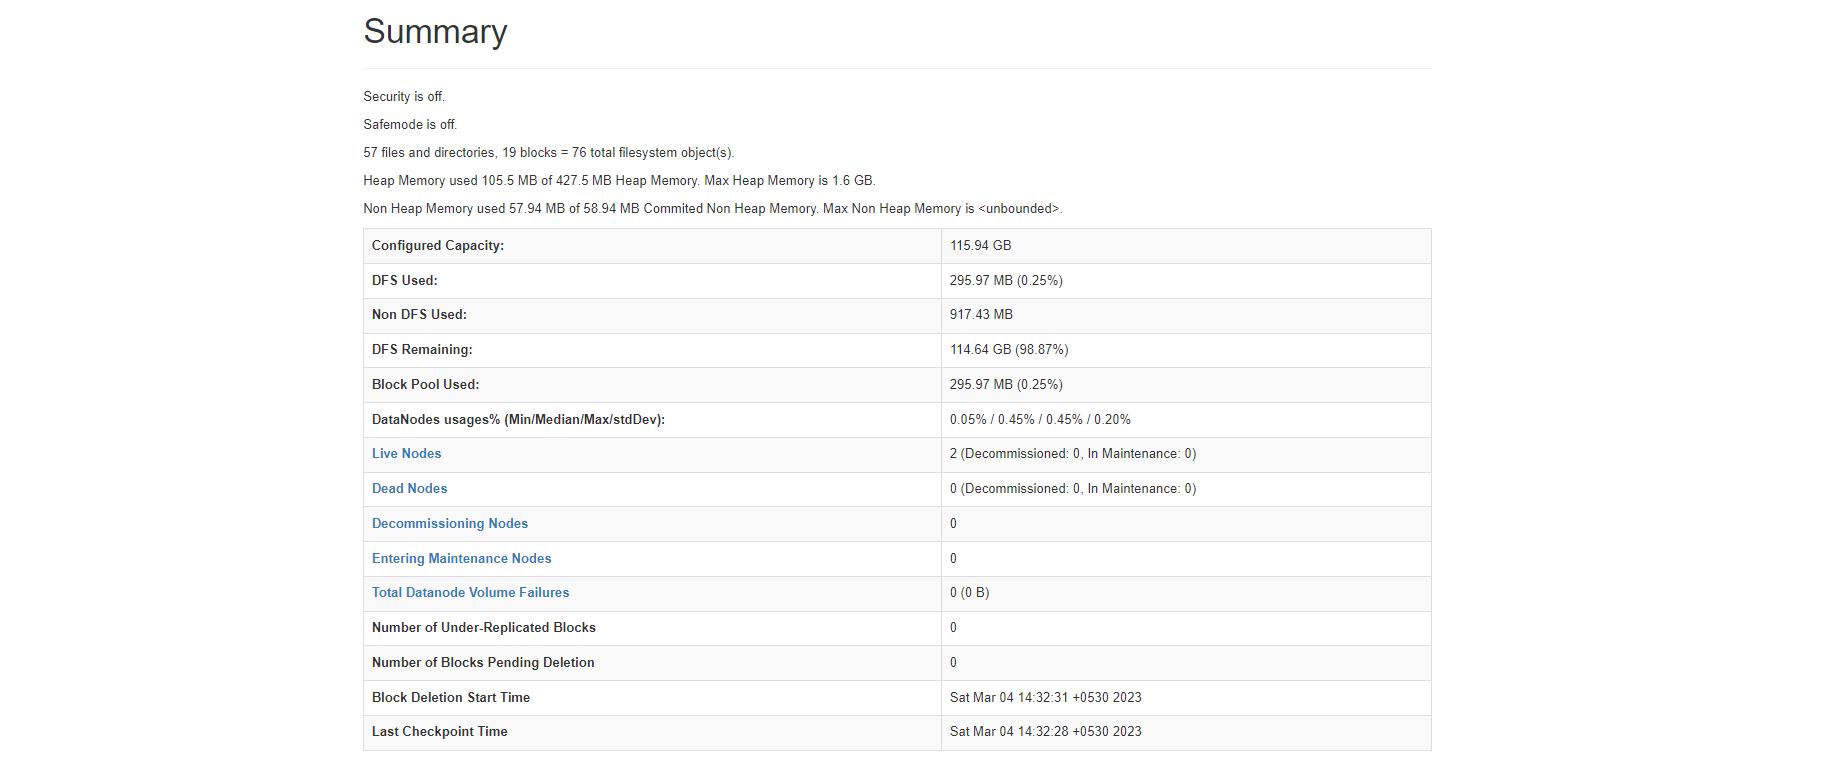 Summary
Security is off.
Safemode is off.
57 files and directories, 19 blocks = 76 total filesystem object(s).
Heap Memory used 105.5 MB of 427.5 MB Heap Memory. Max Heap Memory is 1.6 GB.
Non Heap Memory used 57.94 MB of 58.94 MB Commited Non Heap Memory. Max Non Heap Memory is <unbounded>.
Configured Capacity: 115.94 GB
DFS Used: 295.97 MB (0.25%)
Non DFS Used: 917.43 MB
DFS Remaining: 114.64 GB (98.87%)
Block Pool Used: 295.97 MB (0.25%)
DataNodes usages% (Min/Median/Max/stdDev): 0.05% / 0.45% / 0.45% / 0.20%
Live Nodes 2 (Decommissioned: 0, In Maintenance: 0)
Dead Nodes 0 (Decommissioned: 0, In Maintenance: 0)
Decommissioning Nodes 0
Entering Maintenance Nodes 0
Total Datanode Volume Failures 0 (0 B)
Number of Under-Replicated Blocks 0
Number of Blocks Pending Deletion 0
Block Deletion Start Time Sat Mar 04 14:32:31 +0530 2023
Last Checkpoint Time Sat Mar 04 14:32:28 +0530 2023